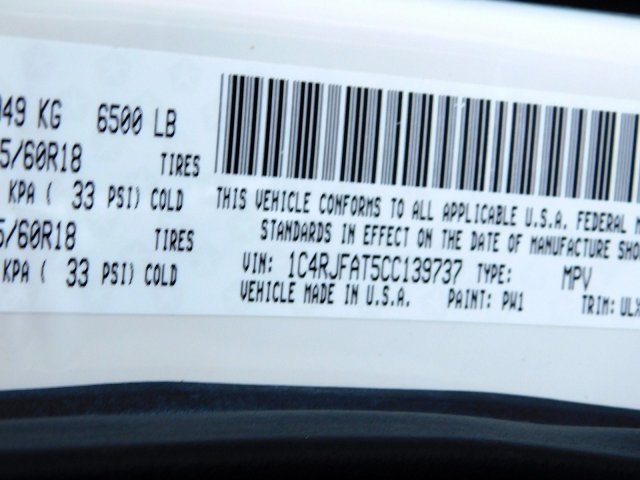 049 KG 6500 LB
5/60R18 TIRES
KPA ( 33 PSI) COLD
5/60R18 TIRES
KPA ( 33 PSI) COLD
THIS VEHICLE CONFORMS TO ALL APPLICABLE U.S.A. FEDERAL M
STANDARDS IN EFFECT ON THE DATE OF MANUFACTURE SHO
VIN: 1C4RJFAT5CC139737 TYPE: MPV
VEHICLE MADE IN U.S.A. PAINT: PW1 TRIM: ULX